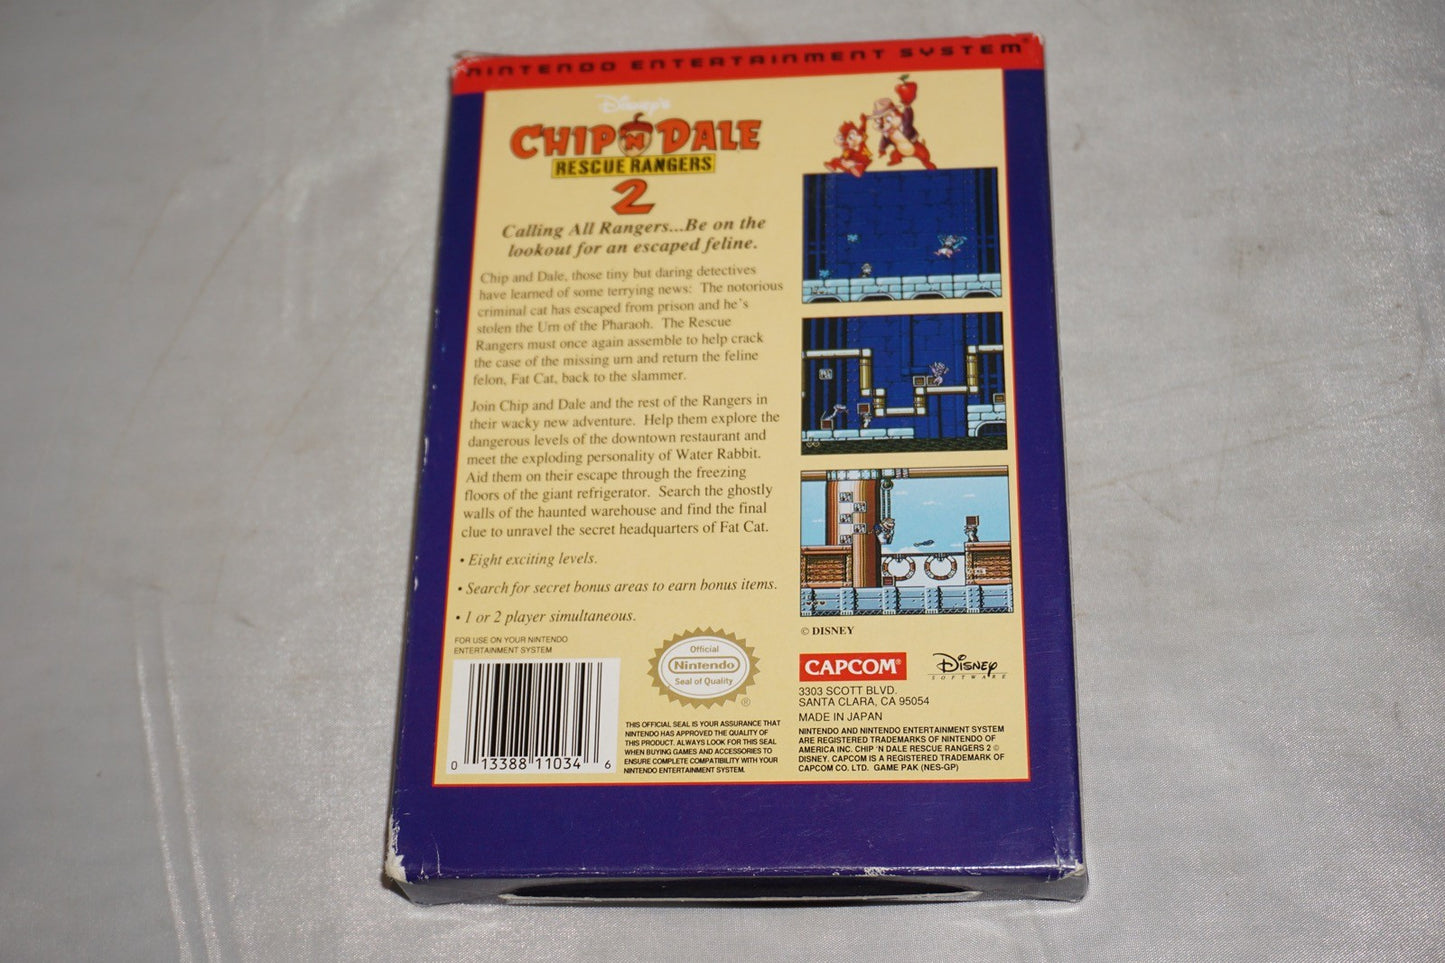 NINTENDO ENTERTAINMENT SYSTEM
Disney's
CHIP 'N DALE
RESCUE RANGERS
2
Calling All Rangers...Be on the
lookout for an escaped feline.
Chip and Dale, those tiny but daring detectives
have learned of some terrying news: The notorious
criminal cat has escaped from prison and he's
stolen the Urn of the Pharaoh. The Rescue
Rangers must once again assemble to help crack
the case of the missing urn and return the feline
felon, Fat Cat, back to the slammer.
Join Chip and Dale and the rest of the Rangers in
their wacky new adventure. Help them explore the
dangerous levels of the downtown restaurant and
meet the exploding personality of Water Rabbit.
Aid them on their escape through the freezing
floors of the giant refrigerator. Search the ghostly
walls of the haunted warehouse and find the final
clue to unravel the secret headquarters of Fat Cat.
• Eight exciting levels.
• Search for secret bonus areas to earn bonus items.
• 1 or 2 player simultaneous.
FOR USE ON YOUR NINTENDO
ENTERTAINMENT SYSTEM
0 13388 11034 6
Official
Nintendo
Seal of Quality
®
THIS OFFICIAL SEAL IS YOUR ASSURANCE THAT
NINTENDO HAS APPROVED THE QUALITY OF
THIS PRODUCT. ALWAYS LOOK FOR THIS SEAL
WHEN BUYING GAMES AND ACCESSORIES TO
ENSURE COMPLETE COMPATIBILITY WITH YOUR
NINTENDO ENTERTAINMENT SYSTEM.
© DISNEY
CAPCOM®
Disney
SOFTWARE
3303 SCOTT BLVD.
SANTA CLARA, CA 95054
MADE IN JAPAN
NINTENDO AND NINTENDO ENTERTAINMENT SYSTEM
ARE REGISTERED TRADEMARKS OF NINTENDO OF
AMERICA INC. CHIP 'N DALE RESCUE RANGERS 2 ©
DISNEY. CAPCOM IS A REGISTERED TRADEMARK OF
CAPCOM CO. LTD. GAME PAK (NES-GP)